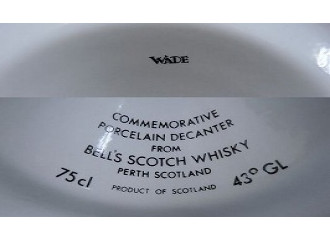 WADE
COMMEMORATIVE
PORCELAIN DECANTER
FROM
BELL'S SCOTCH WHISKY
PERTH SCOTLAND
75cl PRODUCT OF SCOTLAND 43° GL